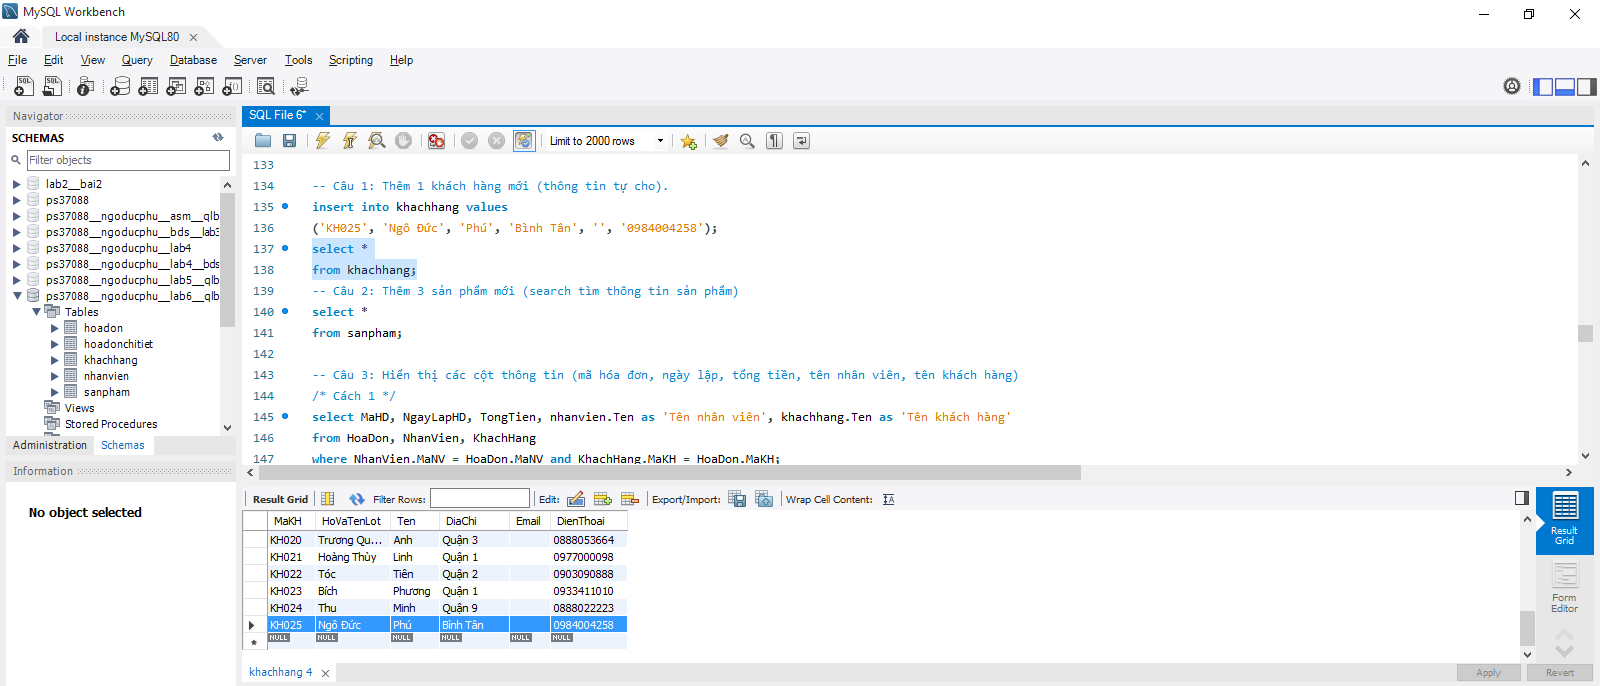 MySQL Workbench
Local instance MySQL80
File Edit View Query Database Server Tools Scripting Help
Navigator
SCHEMAS
Filter objects
lab2__bai2
ps37088
ps37088__ngoducphu__asm__qlb
ps37088__ngoducphu__bds__lab3
ps37088__ngoducphu__lab4
ps37088__ngoducphu__lab4__bds
ps37088__ngoducphu__lab5__qlb
ps37088__ngoducphu__lab6__qlb
Tables
hoadon
hoadonchitiet
khachhang
nhanvien
sanpham
Views
Stored Procedures
Administration Schemas
Information
No object selected
SQL File 6*
Limit to 2000 rows
133
134 -- Câu 1: Thêm 1 khách hàng mới (thông tin tự cho).
135 insert into khachhang values
136 ('KH025', 'Ngô Đức', 'Phú', 'Bình Tân', '', '0984004258');
137 select *
138 from khachhang;
139 -- Câu 2: Thêm 3 sản phẩm mới (search tìm thông tin sản phẩm)
140 select *
141 from sanpham;
142
143 -- Câu 3: Hiển thị các cột thông tin (mã hóa đơn, ngày lập, tổng tiền, tên nhân viên, tên khách hàng)
144 /* Cách 1 */
145 select MaHD, NgayLapHD, TongTien, nhanvien.Ten as 'Tên nhân viên', khachhang.Ten as 'Tên khách hàng'
146 from HoaDon, NhanVien, KhachHang
147 where NhanVien.MaNV = HoaDon.MaNV and KhachHang.MaKH = HoaDon.MaKH;
Result Grid Filter Rows: Edit: Export/Import: Wrap Cell Content:
MaKH HoVaTenLot Ten DiaChi Email DienThoai
KH020 Trương Qu... Anh Quận 3 0888053664
KH021 Hoàng Thùy Linh Quận 1 0977000098
KH022 Tóc Tiên Quận 2 0903090888
KH023 Bích Phương Quận 1 0933411010
KH024 Thu Minh Quận 9 0888022223
KH025 Ngô Đức Phú Bình Tân 0984004258
NULL NULL NULL NULL NULL NULL
Result Grid
Form Editor
khachhang 4
Apply Revert